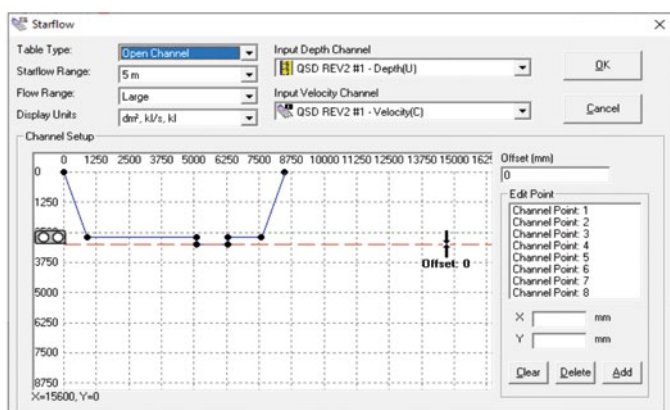 Starflow
Table Type:
Open Channel
Starflow Range:
5 m
Flow Range:
Large
Display Units
dm³, kl/s, kl
Input Depth Channel
QSD REV2 #1 - Depth(U)
Input Velocity Channel
QSD REV2 #1 - Velocity(C)
OK
Cancel
Channel Setup
0 1250 2500 3750 5000 6250 7500 8750 10000 11250 12500 13750 15000
0
1250
3750
5000
6250
7500
8750
Offset: 0
X=15600, Y=0
Offset (mm)
0
Edit Point
Channel Point: 1
Channel Point: 2
Channel Point: 3
Channel Point: 4
Channel Point: 5
Channel Point: 6
Channel Point: 7
Channel Point: 8
X mm
Y mm
Clear Delete Add